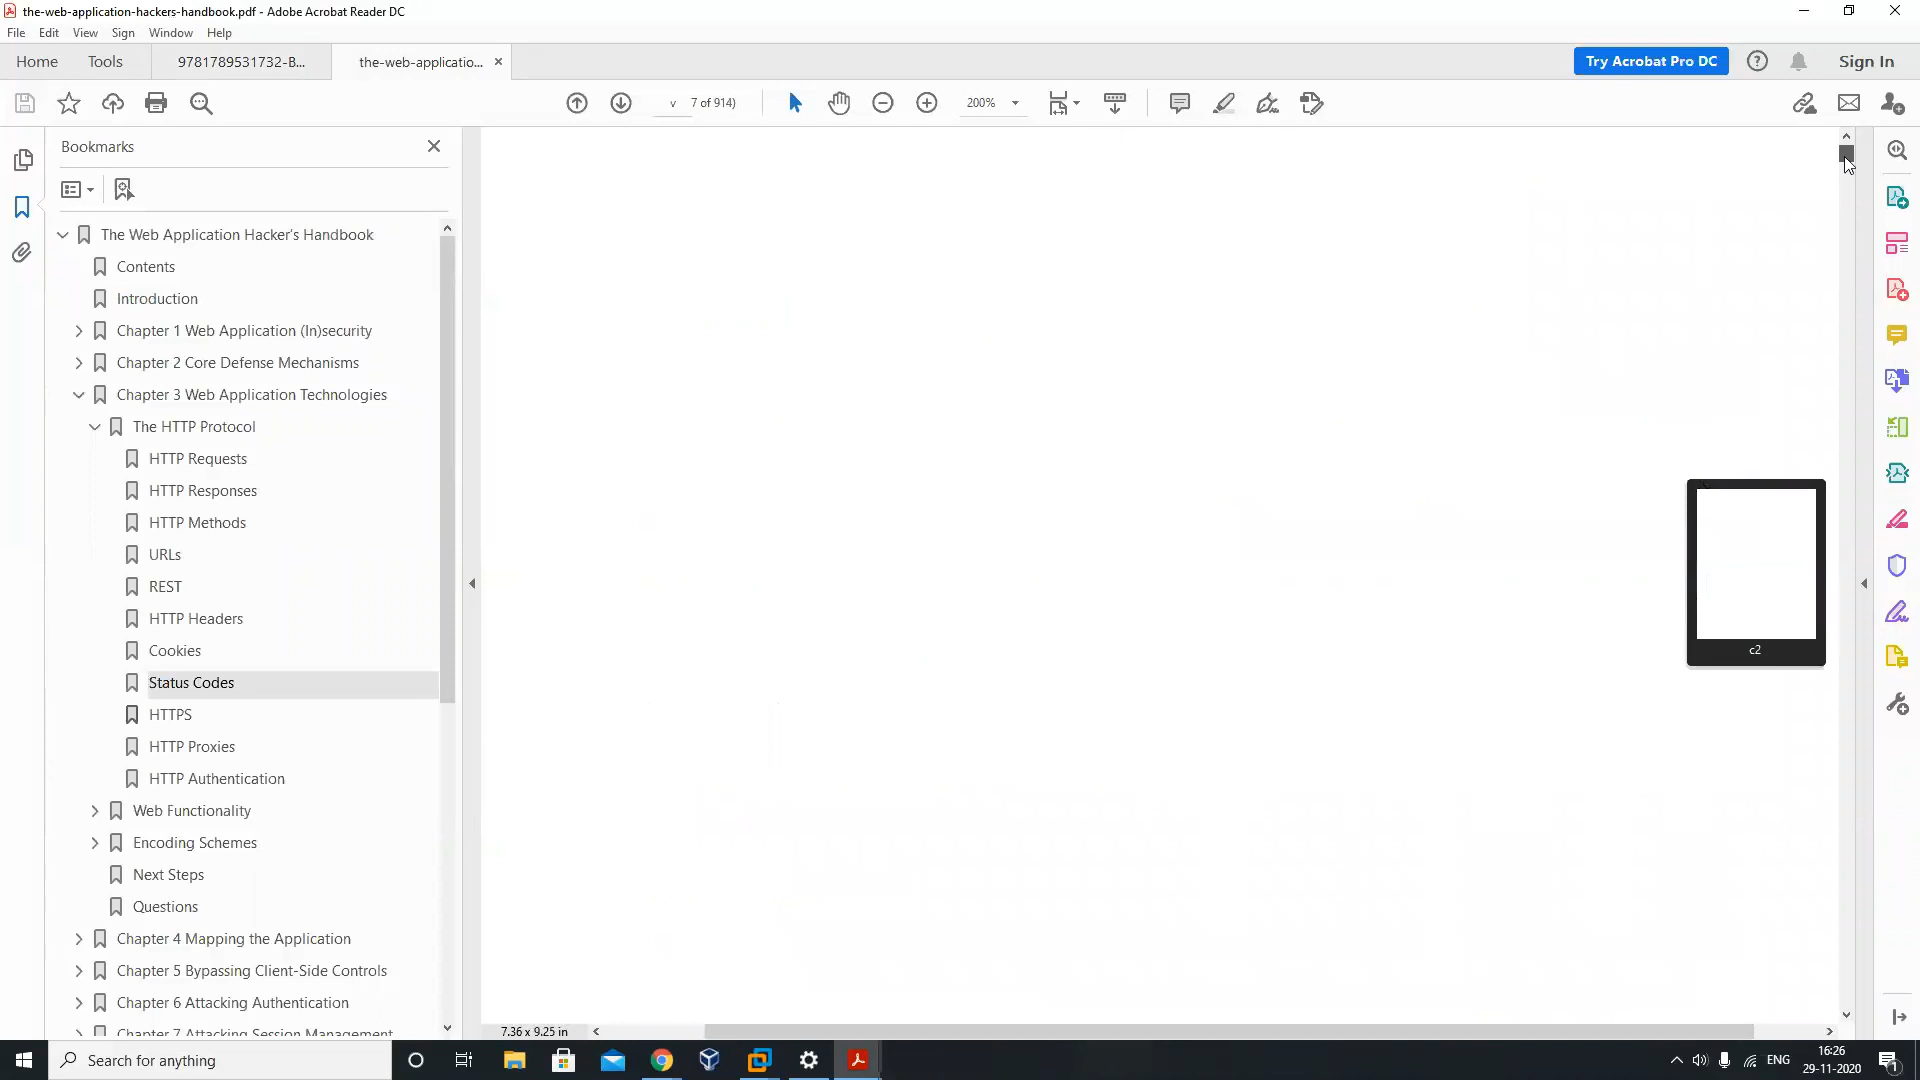 the-web-application-hackers-handbook.pdf - Adobe Acrobat Reader DC
File Edit View Sign Window Help
Home Tools 9781789531732-B... the-web-applicatio...
Try Acrobat Pro DC Sign In
v 7 of 914) 200%
Bookmarks
The Web Application Hacker's Handbook
Contents
Introduction
Chapter 1 Web Application (In)security
Chapter 2 Core Defense Mechanisms
Chapter 3 Web Application Technologies
The HTTP Protocol
HTTP Requests
HTTP Responses
HTTP Methods
URLs
REST
HTTP Headers
Cookies
Status Codes
HTTPS
HTTP Proxies
HTTP Authentication
Web Functionality
Encoding Schemes
Next Steps
Questions
Chapter 4 Mapping the Application
Chapter 5 Bypassing Client-Side Controls
Chapter 6 Attacking Authentication
Chapter 7 Attacking Session Management
c2
7.36 x 9.25 in
Search for anything
ENG
16:26
29-11-2020
1